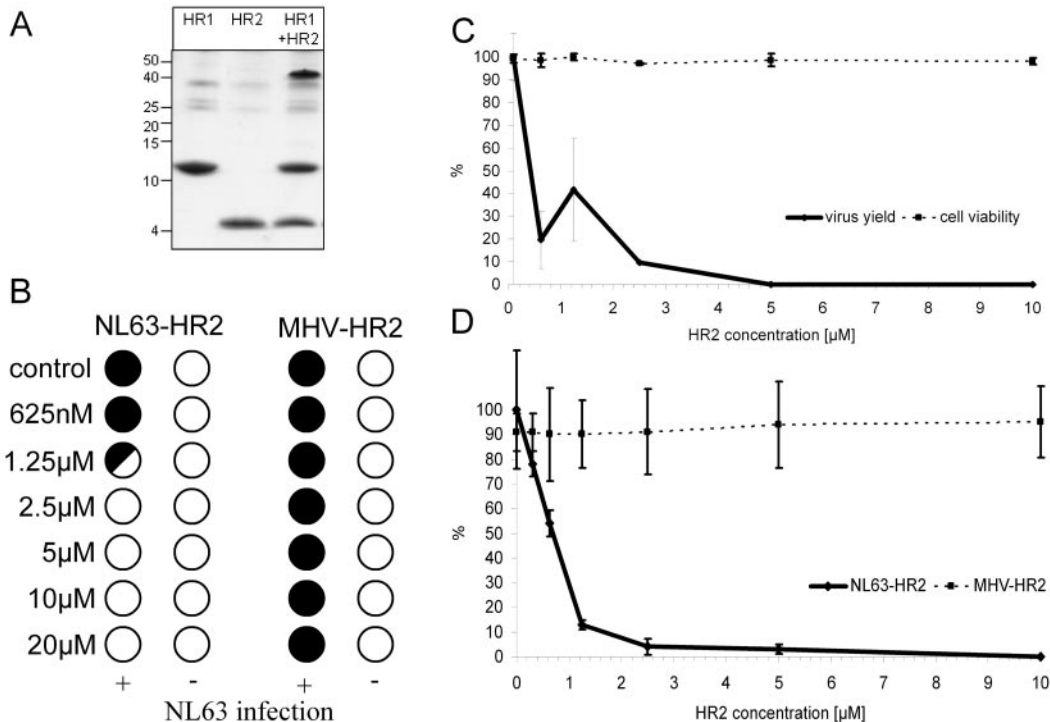 A
HR1 HR2 HR1
+HR2
50
40
25
20
15
10
4
B
NL63-HR2 MHV-HR2
control
625nM
1.25µM
2.5µM
5µM
10µM
20µM
+ - + -
NL63 infection
C
100
90
80
70
60
50
40
30
20
10
0
%
virus yield cell viability
0 1 2 3 4 5 6 7 8 9 10
HR2 concentration [µM]
D
100
90
80
70
60
50
40
30
20
10
0
%
NL63-HR2 MHV-HR2
0 1 2 3 4 5 6 7 8 9 10
HR2 concentration [µM]